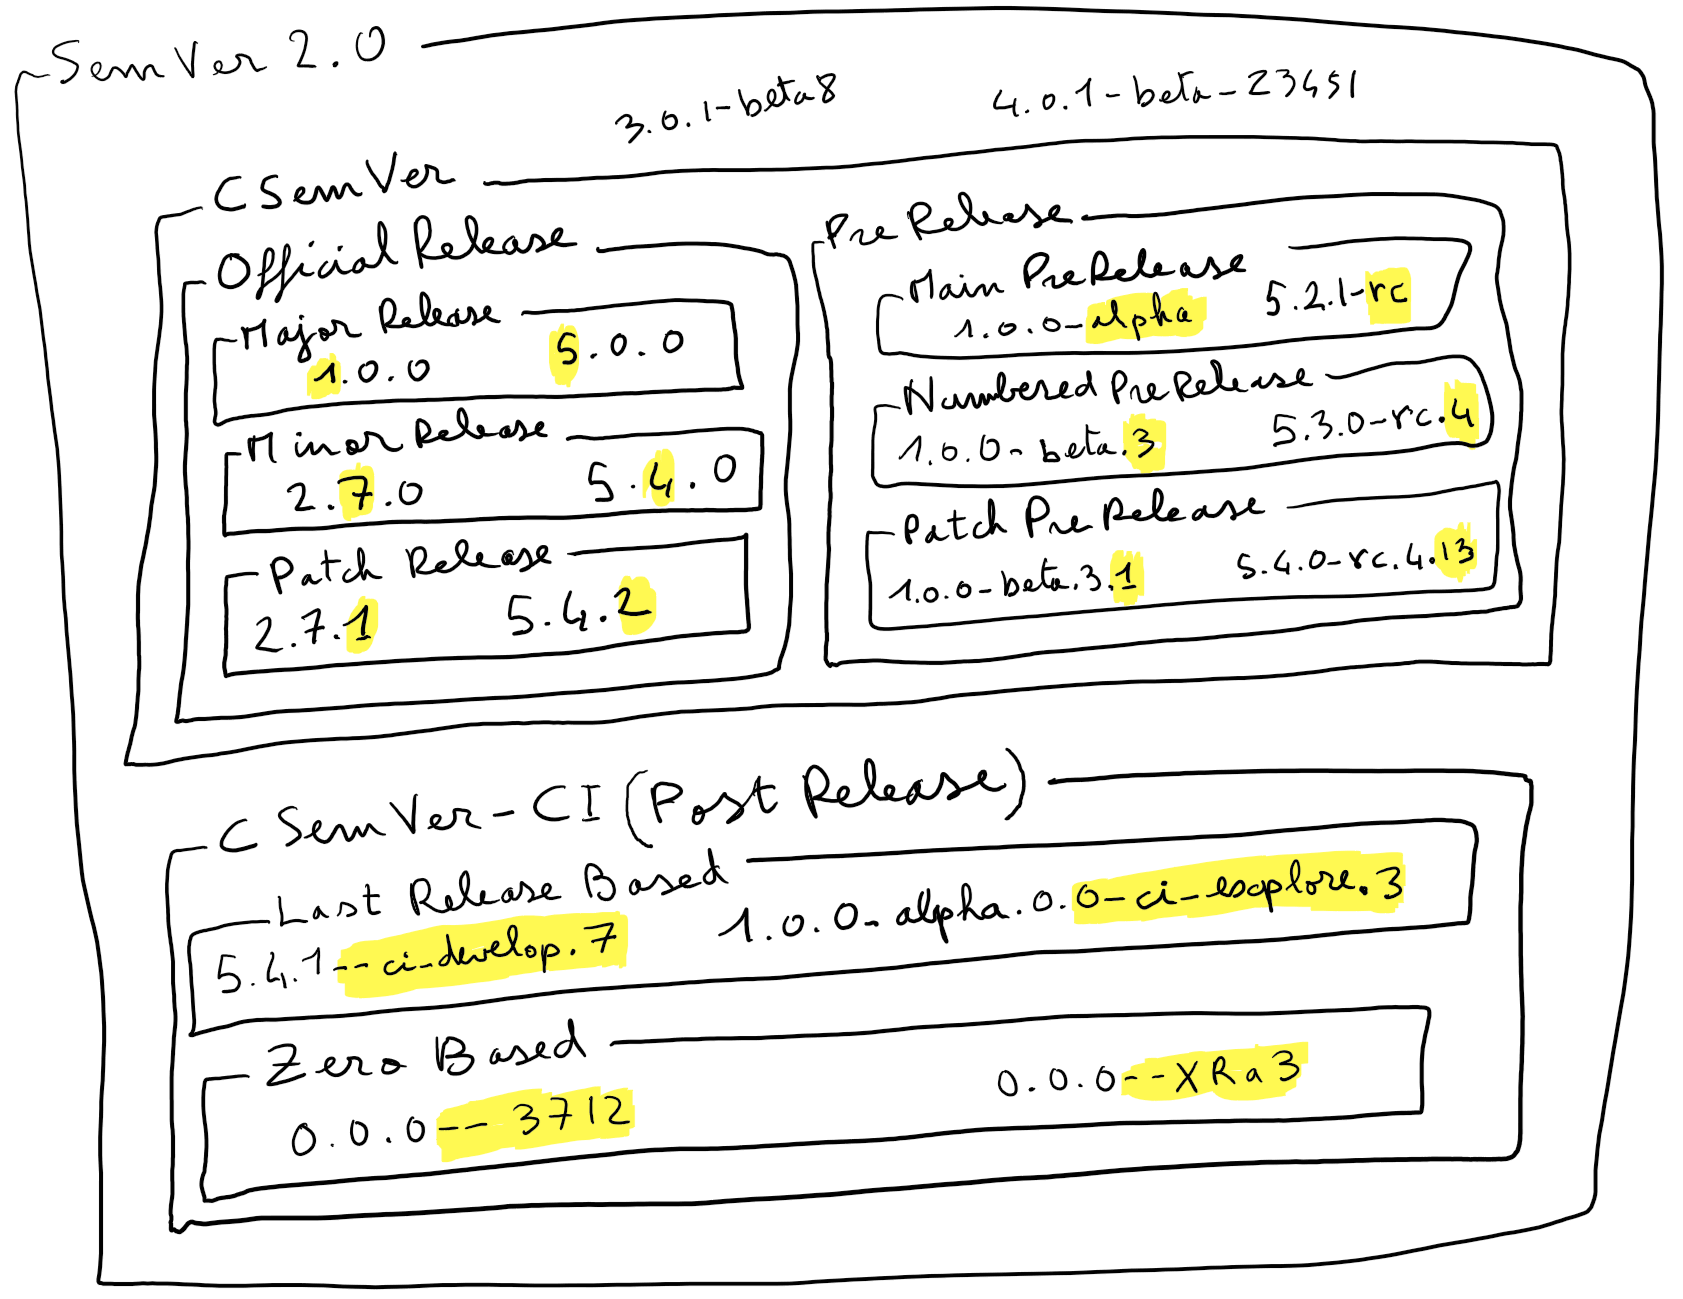 SemVer 2.0
3.0.1-beta8 4.0.1-beta-23451
CSemVer
Official Release
Major Release
1.0.0 5.0.0
Minor Release
2.7.0 5.4.0
Patch Release
2.7.1 5.4.2
PreRelease
Main PreRelease
1.0.0-alpha 5.2.1-rc
Numbered PreRelease
1.0.0-beta.3 5.3.0-rc.4
Patch PreRelease
1.0.0-beta.3.1 5.4.0-rc.4.13
CSemVer-CI (Post Release)
Last Release Based
5.4.1--ci-develop.7 1.0.0-alpha.0.0-ci-explore.3
Zero Based
0.0.0--3712 0.0.0--XRa3